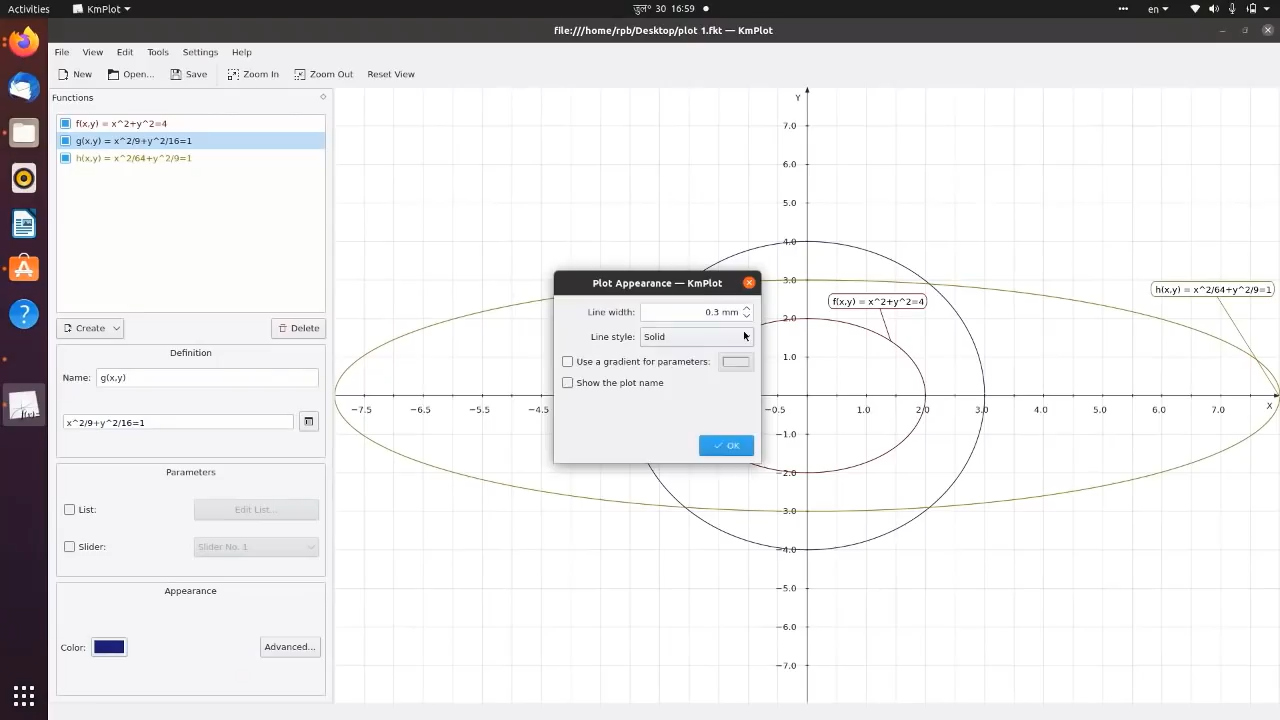 Activities
KmPlot
जुल॰ 30 16:59
en
file:///home/rpb/Desktop/plot 1.fkt — KmPlot
File View Edit Tools Settings Help
New Open... Save Zoom In Zoom Out Reset View
Functions
f(x,y) = x^2+y^2=4
g(x,y) = x^2/9+y^2/16=1
h(x,y) = x^2/64+y^2/9=1
Create
Delete
Definition
Name: g(x,y)
x^2/9+y^2/16=1
Parameters
List: Edit List...
Slider: Slider No. 1
Appearance
Color: Advanced...
Y
7.0
6.0
5.0
4.0
3.0
2.0
1.0
−7.5 −6.5 −5.5 −4.5 −0.5 1.0 2.0 3.0 4.0 5.0 6.0 7.0 X
−1.0
−2.0
−3.0
−4.0
−5.0
−6.0
−7.0
f(x,y) = x^2+y^2=4
h(x,y) = x^2/64+y^2/9=1
Plot Appearance — KmPlot
Line width: 0.3 mm
Line style: Solid
Use a gradient for parameters:
Show the plot name
OK